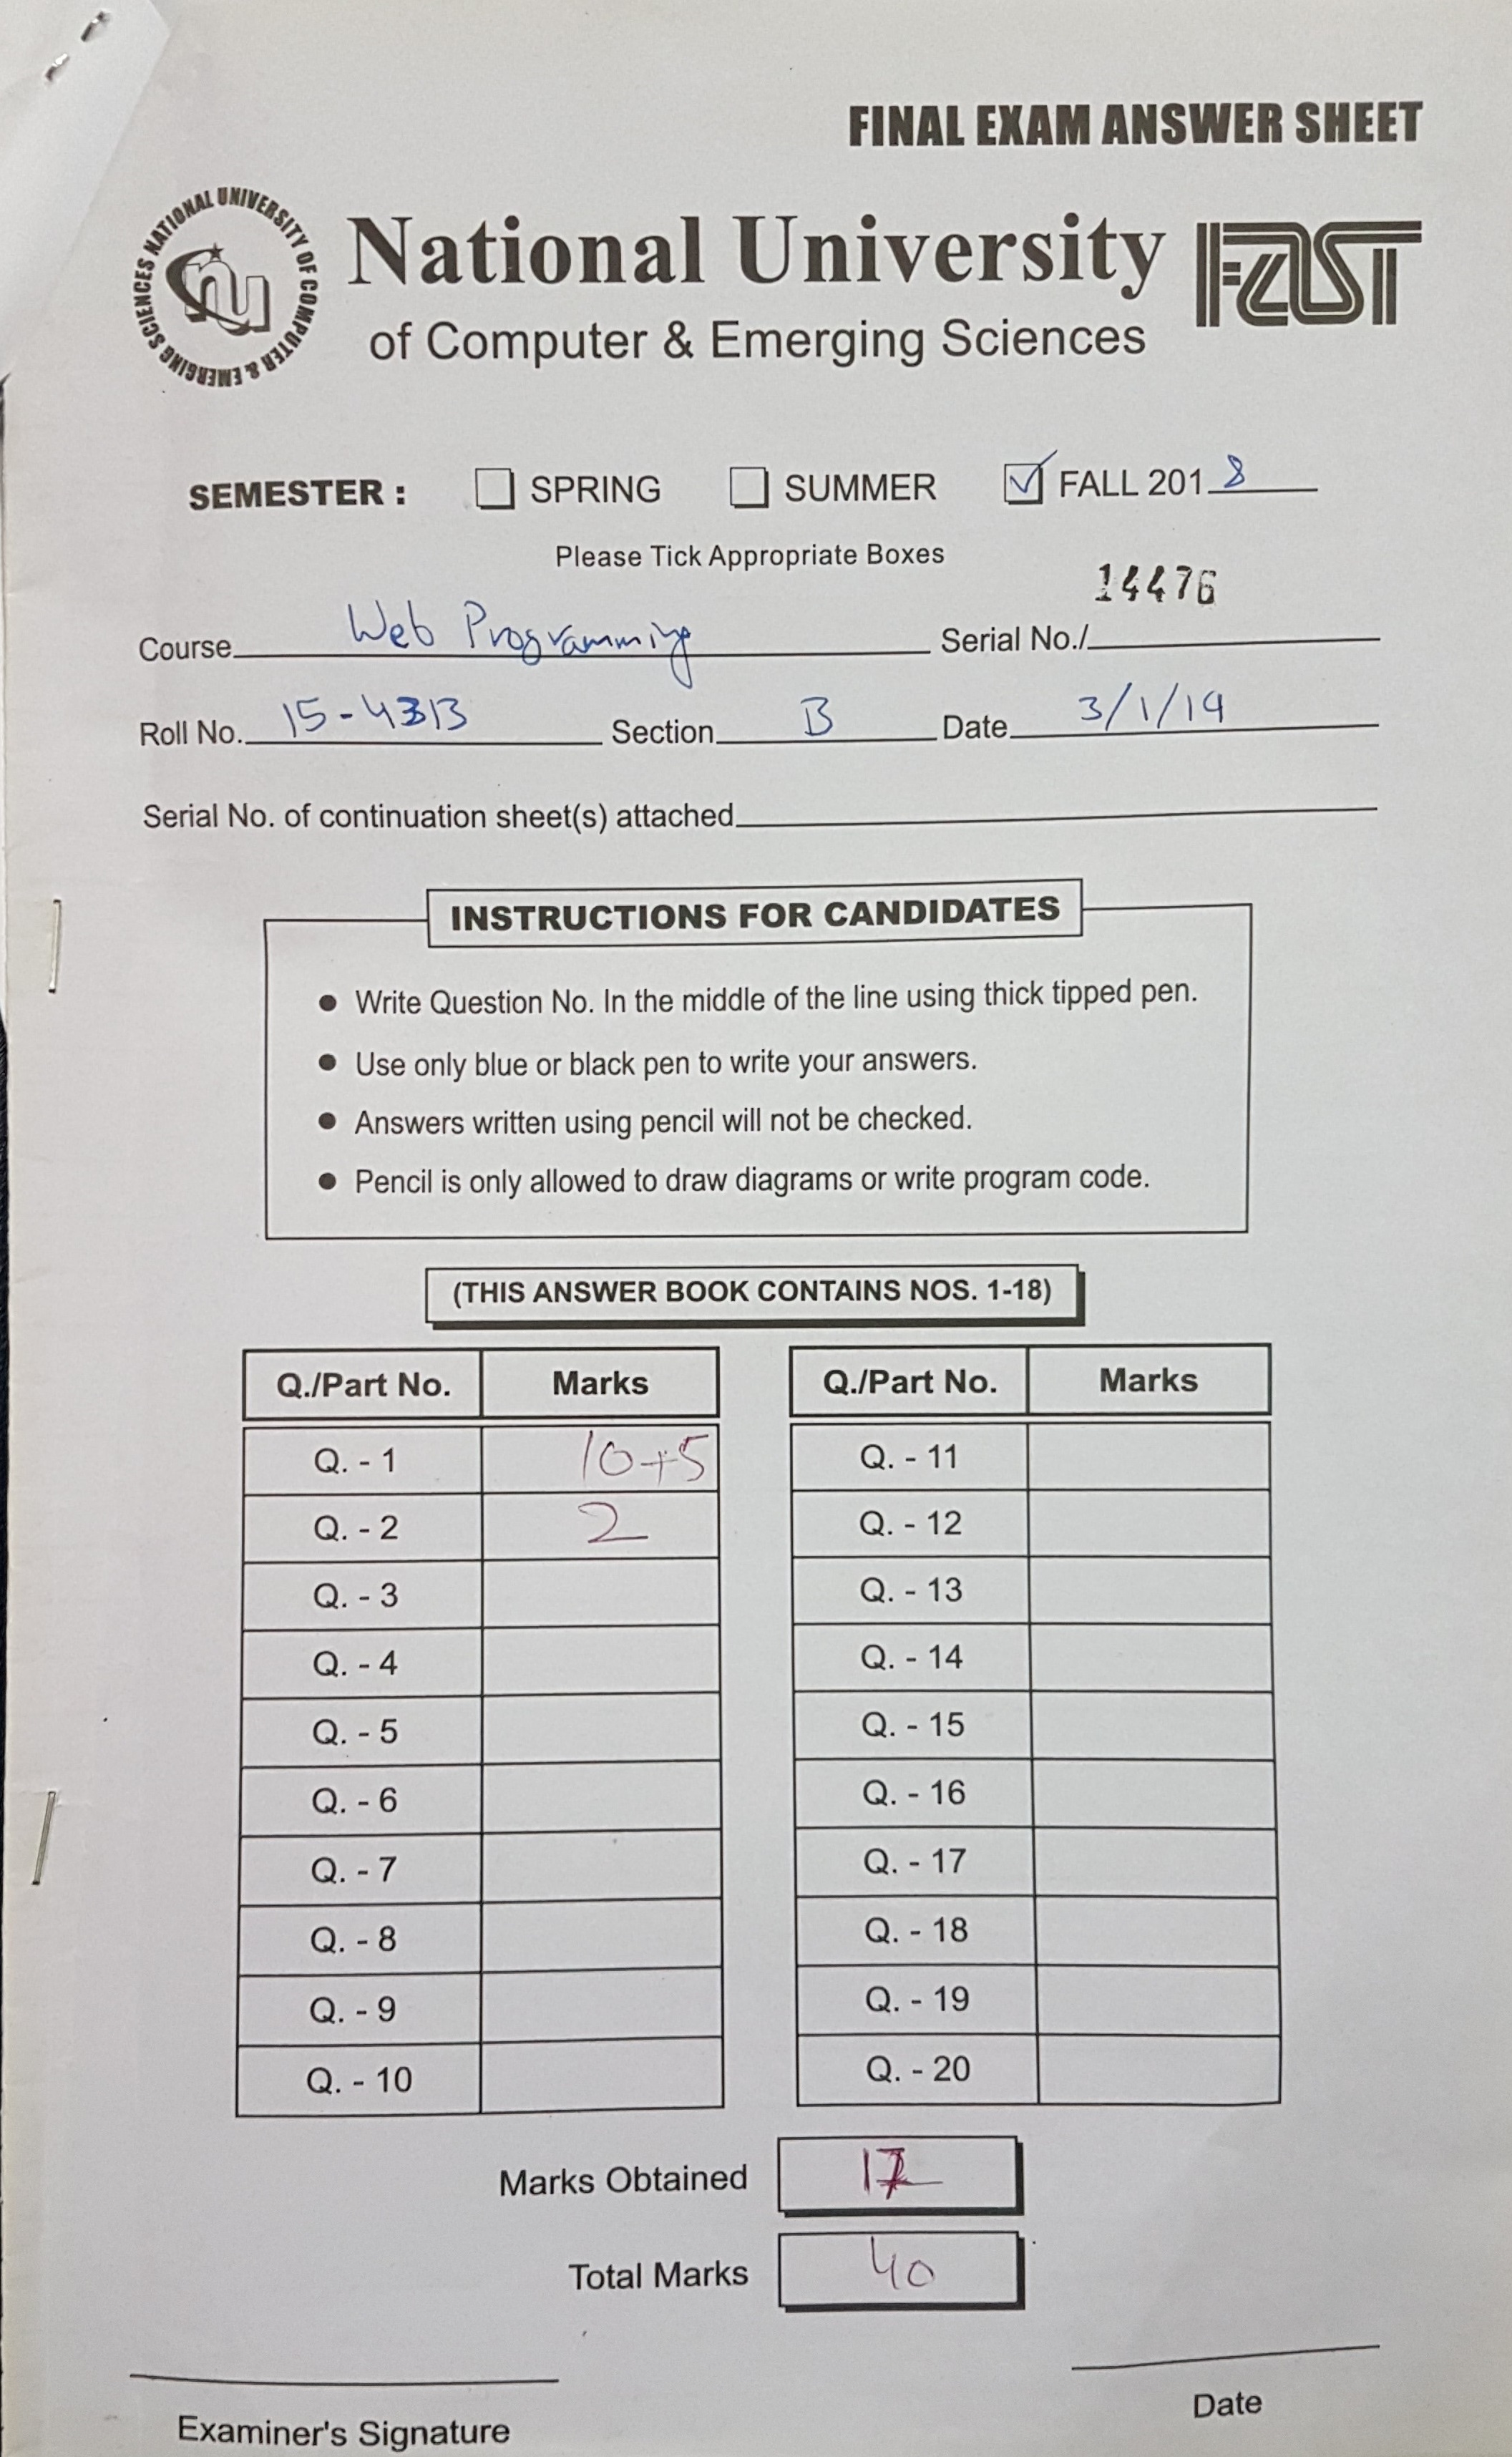 FINAL EXAM ANSWER SHEET
NATIONAL UNIVERSITY OF COMPUTER & EMERGING SCIENCES
nu
National University
FAST
of Computer & Emerging Sciences
SEMESTER : SPRING SUMMER FALL 2018
Please Tick Appropriate Boxes
14476
Course Web Programming Serial No./
Roll No. 15-4313 Section B Date 3/1/19
Serial No. of continuation sheet(s) attached
INSTRUCTIONS FOR CANDIDATES
● Write Question No. In the middle of the line using thick tipped pen.
● Use only blue or black pen to write your answers.
● Answers written using pencil will not be checked.
● Pencil is only allowed to draw diagrams or write program code.
(THIS ANSWER BOOK CONTAINS NOS. 1-18)
Q./Part No. Marks Q./Part No. Marks
Q. - 1 10+5 Q. - 11
Q. - 2 2 Q. - 12
Q. - 3 Q. - 13
Q. - 4 Q. - 14
Q. - 5 Q. - 15
Q. - 6 Q. - 16
Q. - 7 Q. - 17
Q. - 8 Q. - 18
Q. - 9 Q. - 19
Q. - 10 Q. - 20
Marks Obtained 17
Total Marks 40
Examiner's Signature Date